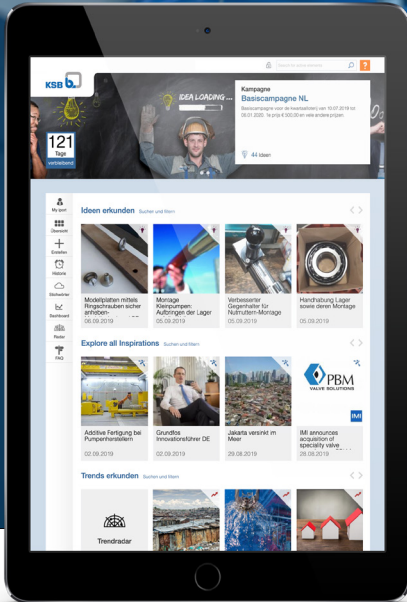 KSB b.
IDEA LOADING ...
Kampagne
Basiscampagne NL
Basiscampagne voor de kwartaalloterij van 10.07.2019 tot
09.01.2020. 1e prijs € 500,00 en vele andere prijzen
44 Ideen
121
Tage
verbleibend
My spot
Übersicht
Erstellen
Historie
Stichwörter
Dashboard
Radar
FAQ
Ideen erkunden Suchen und filtern
Modellplatten mittels
Ringschrauben sicher
anheben-
06.09.2019
Montage
Kleinpumpen:
Aufbringen der Lager
05.09.2019
Verbesserter
Gegenhalter für
Nutmuttern-Montage
05.09.2019
Handhabung Lager
sowie deren Montage
05.09.2019
Explore all Inspirations Suchen und filtern
PBM
VALVE SOLUTIONS
IMI
Additive Fertigung bei
Pumpenherstellern
02.09.2019
Grundfos
Innovationsführer DE
02.09.2019
Jakarta versinkt im
Meer
29.08.2019
IMI announces
acquisition of
speciality valve
28.08.2019
Trends erkunden Suchen und filtern
Trendradar